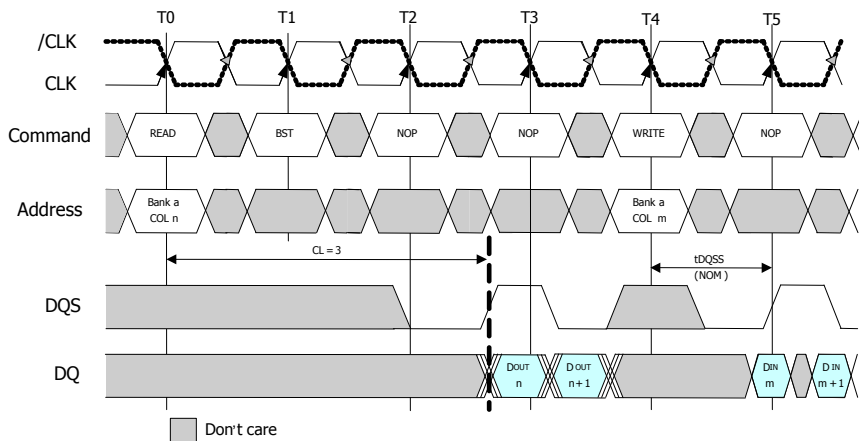 T0 T1 T2 T3 T4 T5
/CLK
CLK
Command READ BST NOP NOP WRITE NOP
Address Bank a COL n Bank a COL m
CL = 3
tDQSS (NOM)
DQS
DQ DOUT n DOUT n+1 DIN m DIN m+1
Don't care